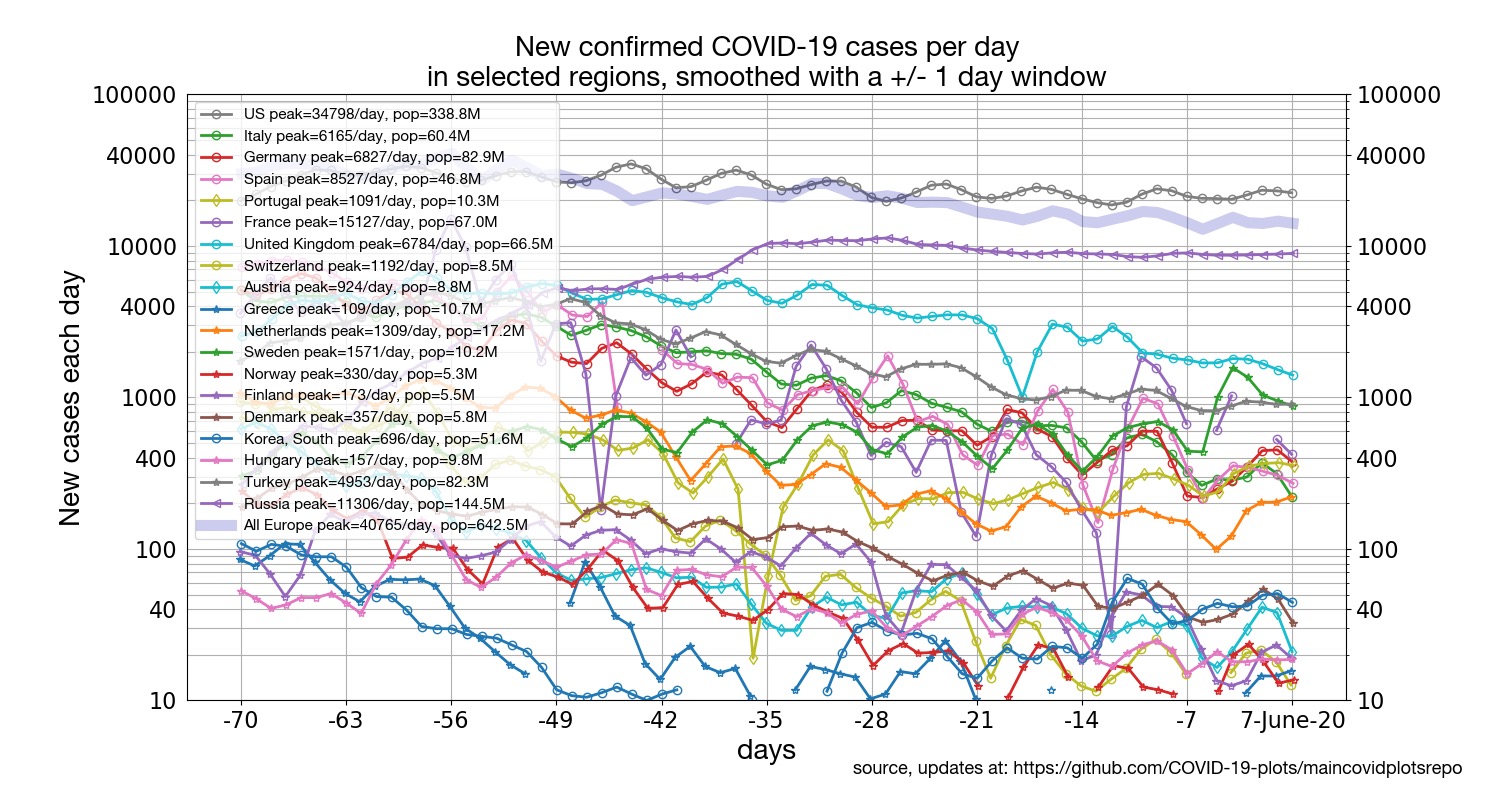 New confirmed COVID-19 cases per day
in selected regions, smoothed with a +/- 1 day window
100000
40000
10000
4000
1000
400
100
40
10
New cases each day
US peak=34798/day, pop=338.8M
Italy peak=6165/day, pop=60.4M
Germany peak=6827/day, pop=82.9M
Spain peak=8527/day, pop=46.8M
Portugal peak=1091/day, pop=10.3M
France peak=15127/day, pop=67.0M
United Kingdom peak=6784/day, pop=66.5M
Switzerland peak=1192/day, pop=8.5M
Austria peak=924/day, pop=8.8M
Greece peak=109/day, pop=10.7M
Netherlands peak=1309/day, pop=17.2M
Sweden peak=1571/day, pop=10.2M
Norway peak=330/day, pop=5.3M
Finland peak=173/day, pop=5.5M
Denmark peak=357/day, pop=5.8M
Korea, South peak=696/day, pop=51.6M
Hungary peak=157/day, pop=9.8M
Turkey peak=4953/day, pop=82.3M
Russia peak=11306/day, pop=144.5M
All Europe peak=40765/day, pop=642.5M
100000
40000
10000
4000
1000
400
100
40
10
-70 -63 -56 -49 -42 -35 -28 -21 -14 -7 7-June-20
days
source, updates at: https://github.com/COVID-19-plots/maincovidplotsrepo